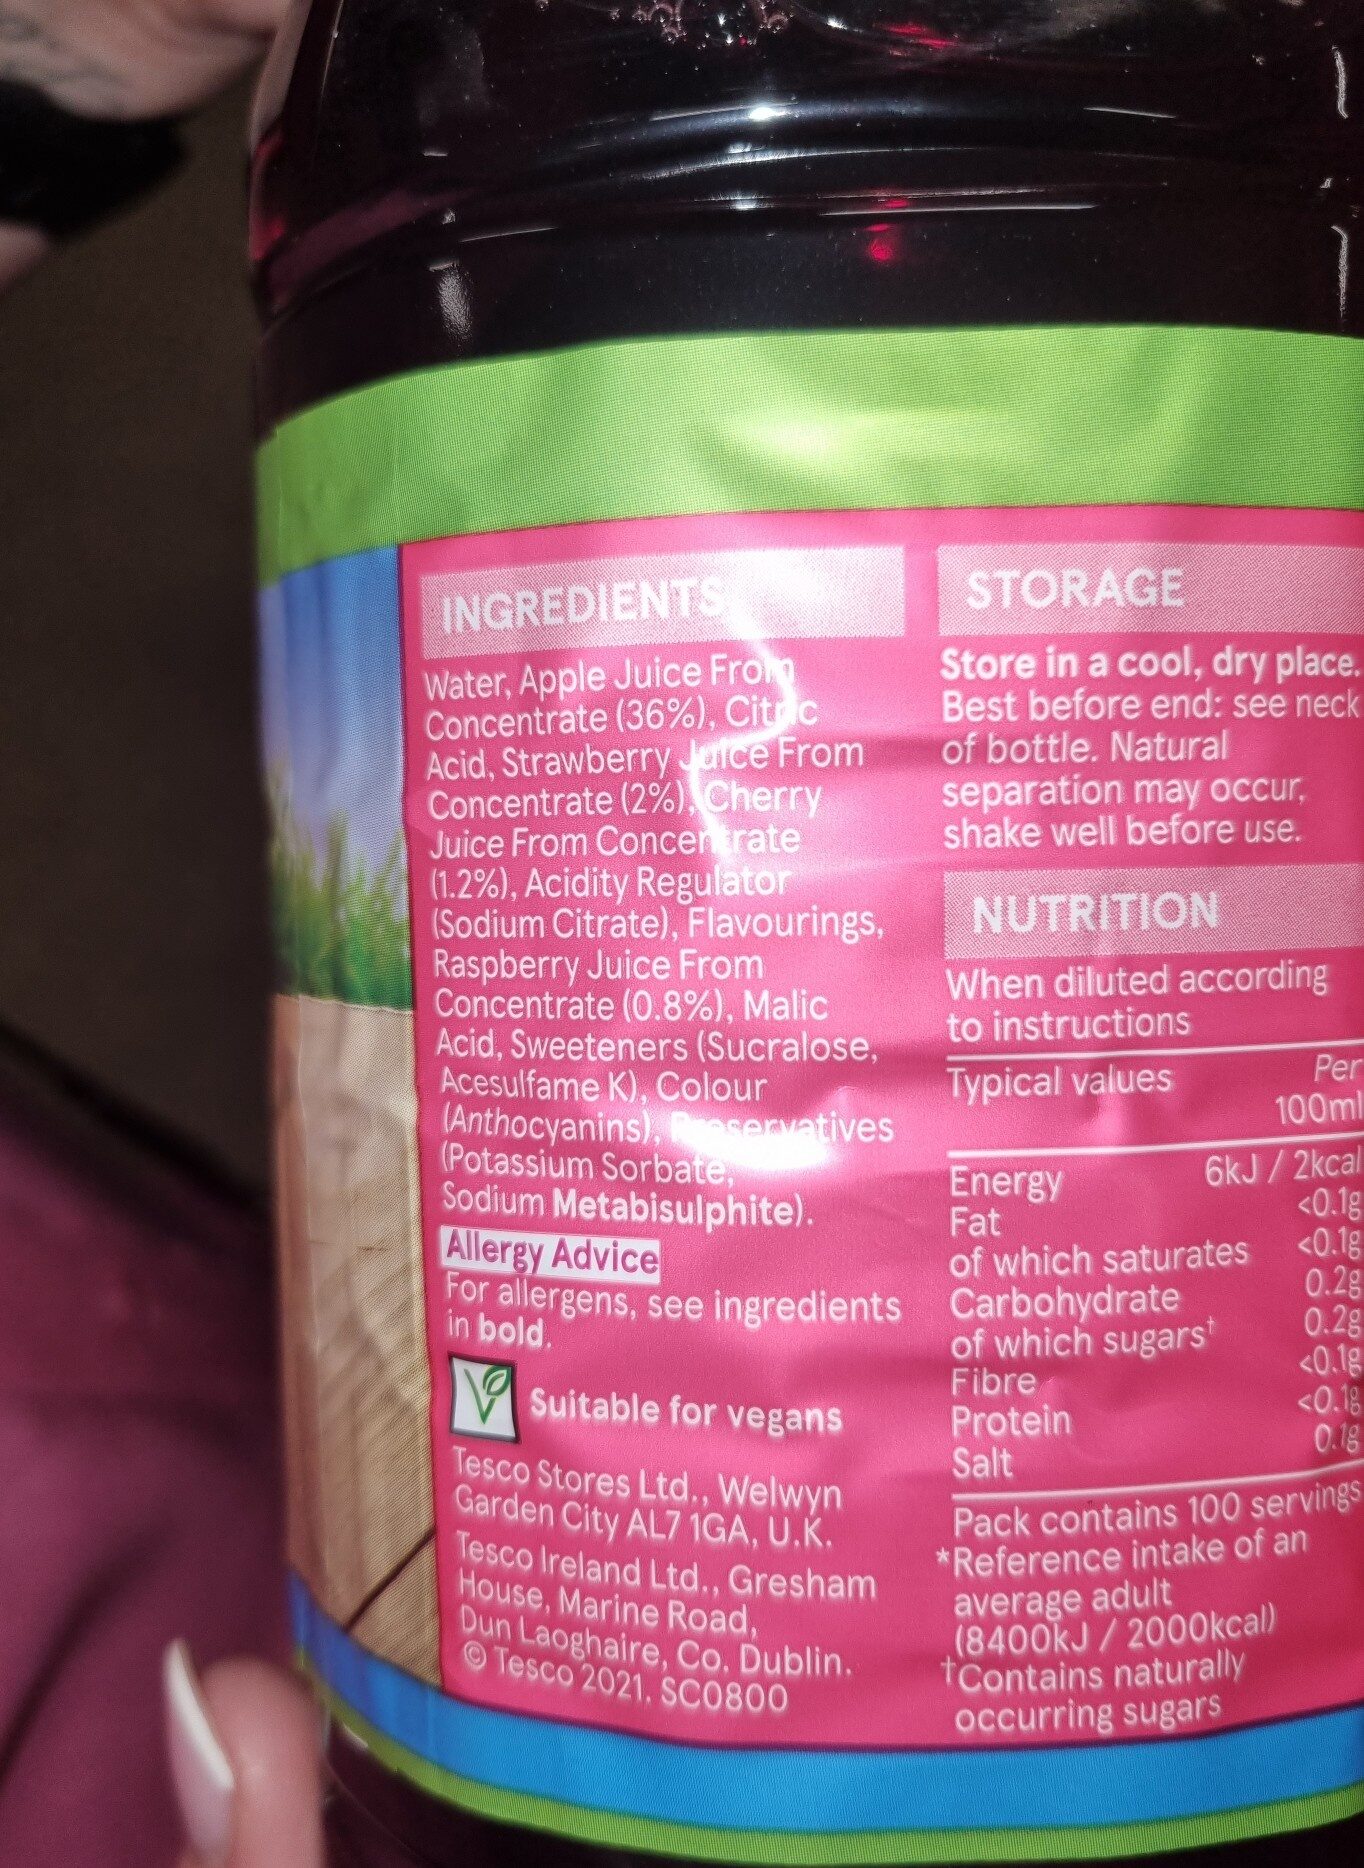 INGREDIENTS
Water, Apple Juice From
Concentrate (36%), Citric
Acid, Strawberry Juice From
Concentrate (2%), Cherry
Juice From Concentrate
(1.2%), Acidity Regulator
(Sodium Citrate), Flavourings,
Raspberry Juice From
Concentrate (0.8%), Malic
Acid, Sweeteners (Sucralose,
Acesulfame K), Colour
(Anthocyanins), Preservatives
(Potassium Sorbate,
Sodium Metabisulphite).
Allergy Advice
For allergens, see ingredients
in bold.
Suitable for vegans
Tesco Stores Ltd., Welwyn
Garden City AL7 1GA, U.K.
Tesco Ireland Ltd., Gresham
House, Marine Road,
Dun Laoghaire, Co. Dublin.
© Tesco 2021. SC0800
STORAGE
Store in a cool, dry place.
Best before end: see neck
of bottle. Natural
separation may occur,
shake well before use.
NUTRITION
When diluted according
to instructions
Typical values Per
100ml
Energy 6kJ / 2kcal
Fat <0.1g
of which saturates <0.1g
Carbohydrate 0.2g
of which sugars† 0.2g
Fibre <0.1g
Protein <0.1g
Salt 0.1g
Pack contains 100 servings
*Reference intake of an
average adult
(8400kJ / 2000kcal)
†Contains naturally
occurring sugars